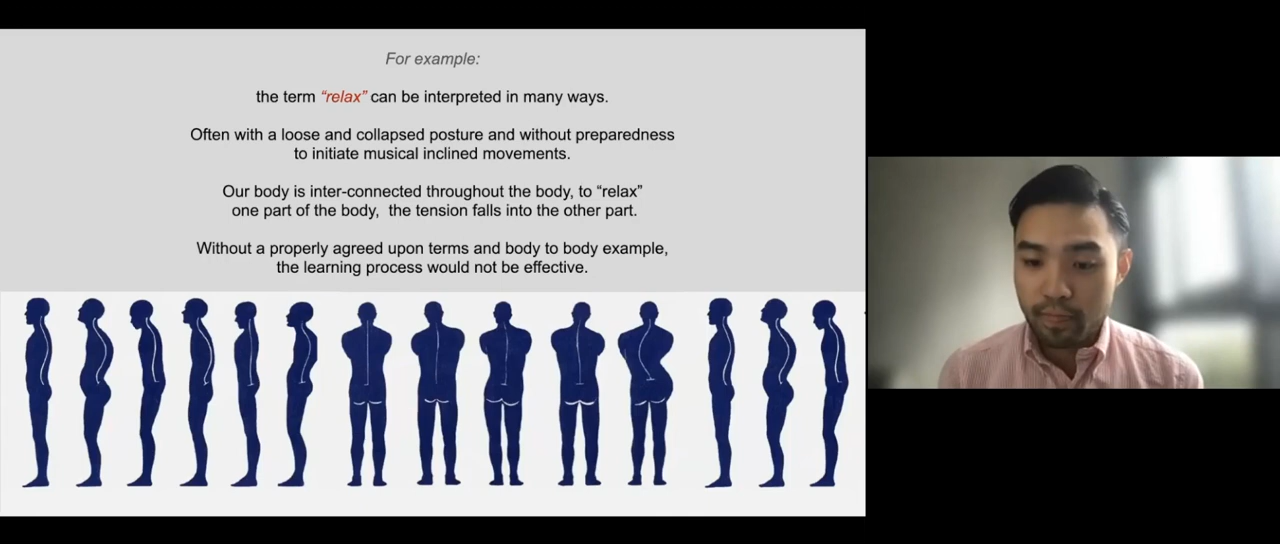 For example:
the term “relax” can be interpreted in many ways.
Often with a loose and collapsed posture and without preparedness
to initiate musical inclined movements.
Our body is inter-connected throughout the body, to “relax”
one part of the body,  the tension falls into the other part.
Without a properly agreed upon terms and body to body example,
the learning process would not be effective.